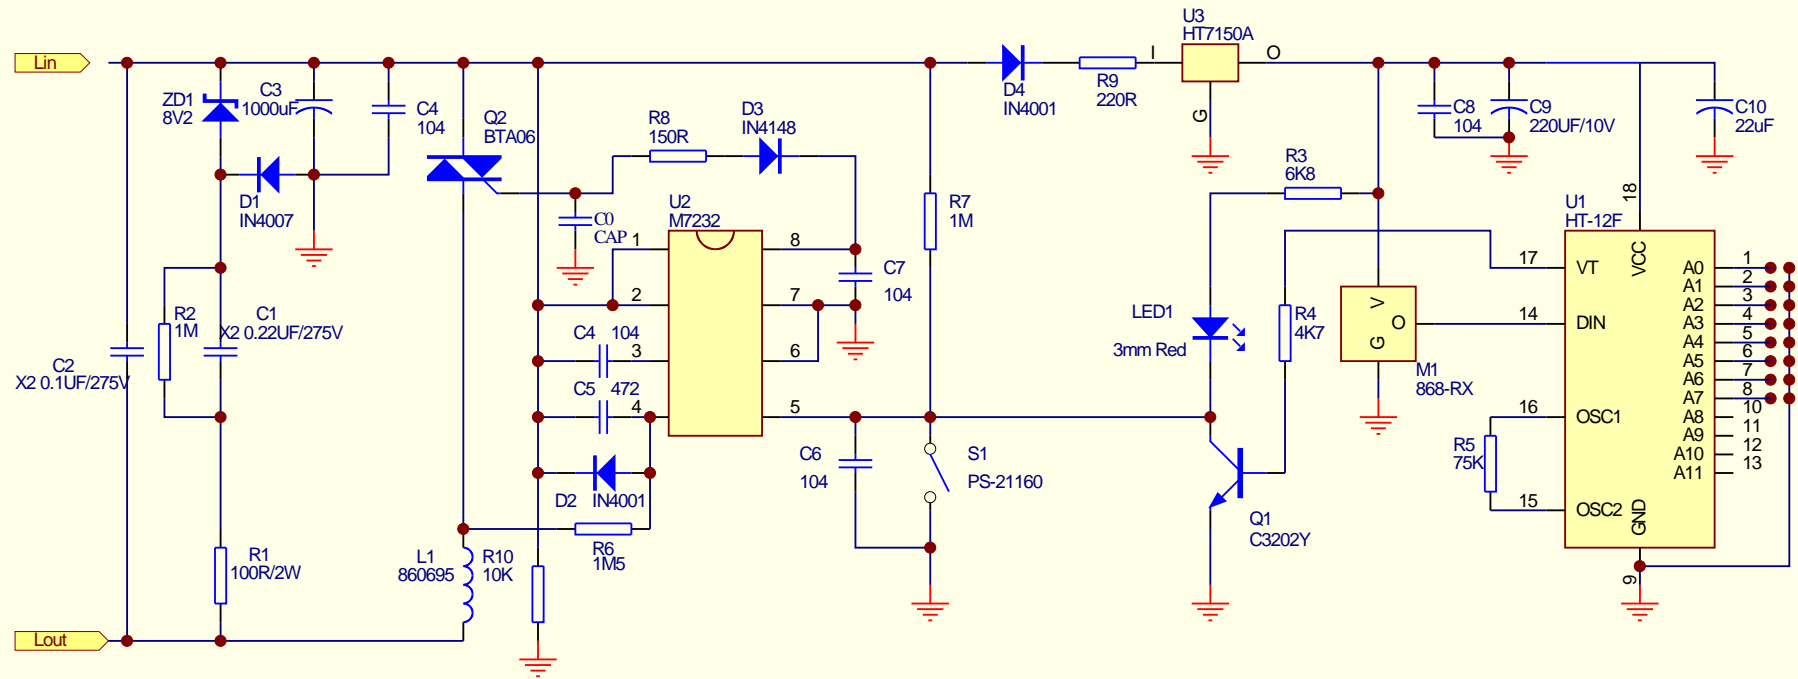 Lin
ZD1
8V2
C3
1000uF
C4
104
D1
IN4007
R2
1M
C1
X2 0.22UF/275V
C2
X2 0.1UF/275V
R1
100R/2W
Lout
Q2
BTA06
L1
860695
R10
10K
R8
150R
D3
IN4148
C0
CAP
U2
M7232
1
2
3
4
8
7
6
5
C4 104
C5 472
D2 IN4001
R6
1M5
C7
104
C6
104
R7
1M
S1
PS-21160
D4
IN4001
R9
220R
U3
HT7150A
I
O
G
R3
6K8
LED1
3mm Red
R4
4K7
Q1
C3202Y
V
O
G
M1
868-RX
C8
104
C9
220UF/10V
C10
22uF
U1
HT-12F
18
VCC
17 VT
14 DIN
16 OSC1
15 OSC2
R5
75K
GND
9
A0 1
A1 2
A2 3
A3 4
A4 5
A5 6
A6 7
A7 8
A8 10
A9 11
A10 12
A11 13